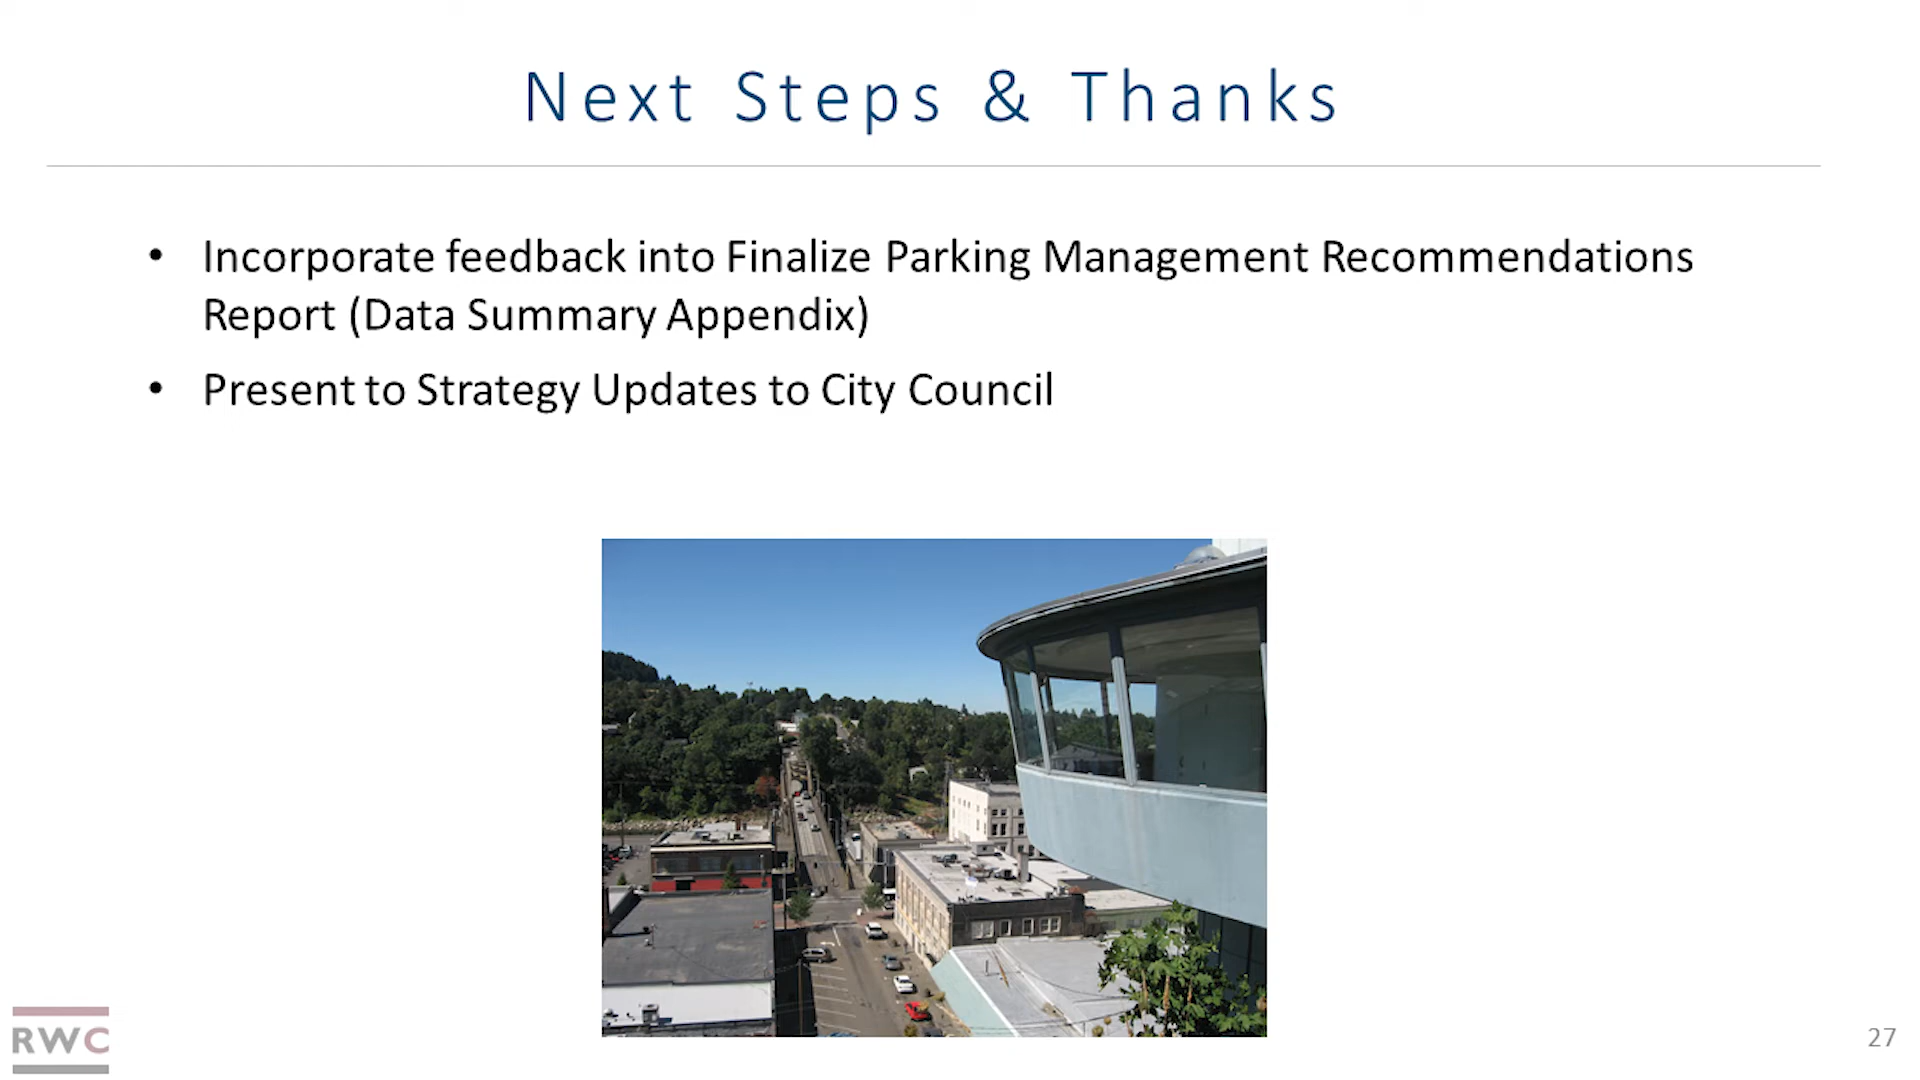 Next Steps & Thanks
• Incorporate feedback into Finalize Parking Management Recommendations
Report (Data Summary Appendix)
• Present to Strategy Updates to City Council
RWC
27